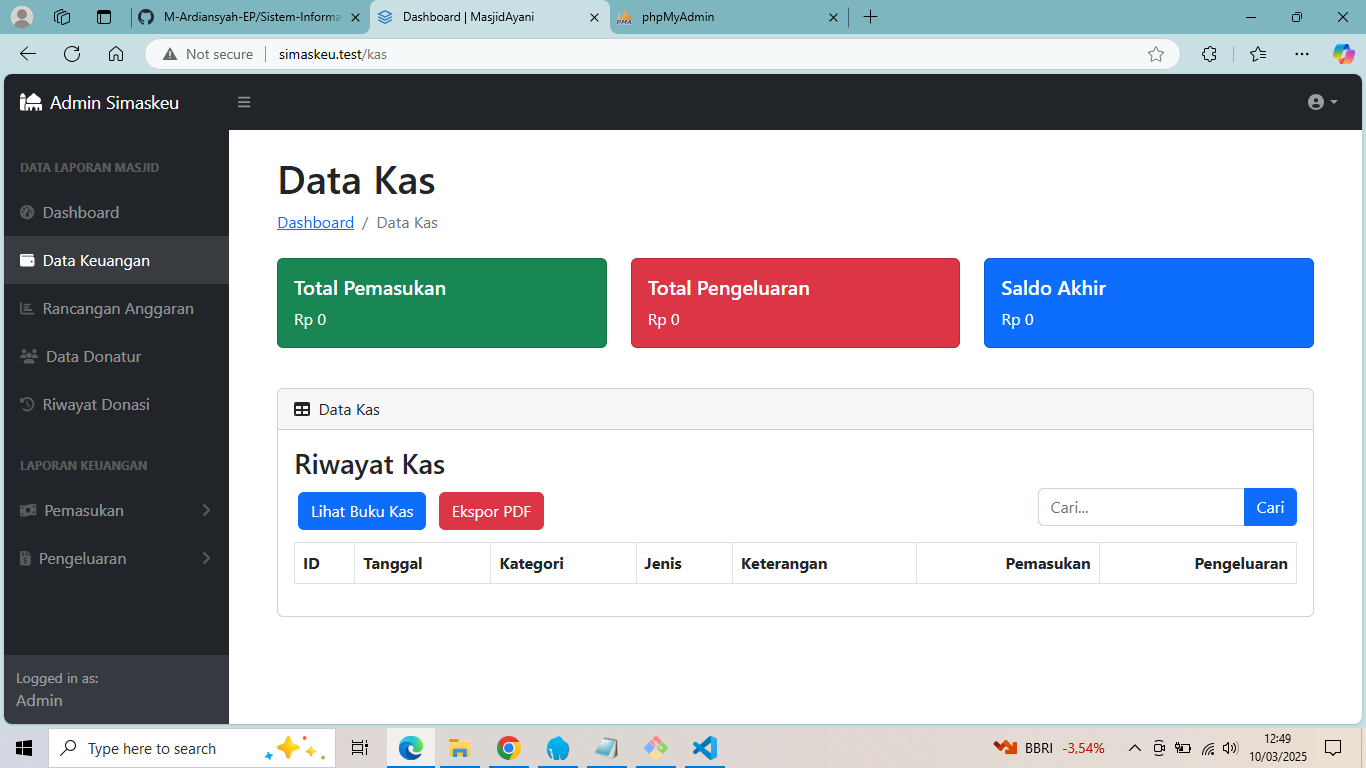 M-Ardiansyah-EP/Sistem-Informa
Dashboard | MasjidAyani
phpMyAdmin
Not secure
simaskeu.test/kas
Admin Simaskeu
DATA LAPORAN MASJID
Dashboard
Data Keuangan
Rancangan Anggaran
Data Donatur
Riwayat Donasi
LAPORAN KEUANGAN
Pemasukan
Pengeluaran
Logged in as:
Admin
Data Kas
Dashboard / Data Kas
Total Pemasukan
Rp 0
Total Pengeluaran
Rp 0
Saldo Akhir
Rp 0
Data Kas
Riwayat Kas
Lihat Buku Kas
Ekspor PDF
Cari...
Cari
ID Tanggal Kategori Jenis Keterangan Pemasukan Pengeluaran
Type here to search
BBRI -3,54%
12:49
10/03/2025